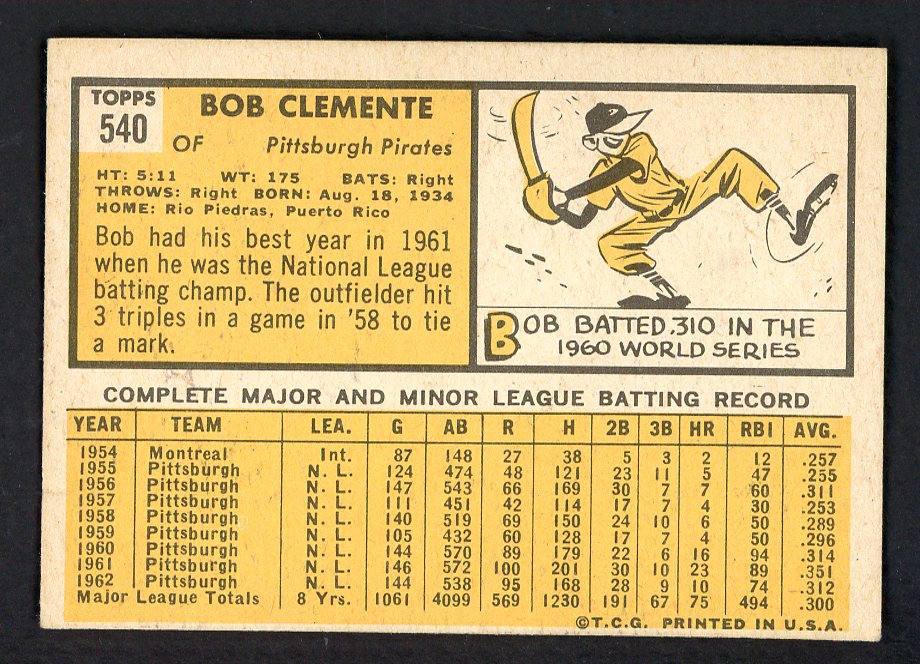 TOPPS
540
BOB CLEMENTE
OF Pittsburgh Pirates
HT: 5:11 WT: 175 BATS: Right
THROWS: Right BORN: Aug. 18, 1934
HOME: Rio Piedras, Puerto Rico
Bob had his best year in 1961
when he was the National League
batting champ. The outfielder hit
3 triples in a game in '58 to tie
a mark.
BOB BATTED .310 IN THE
1960 WORLD SERIES
COMPLETE MAJOR AND MINOR LEAGUE BATTING RECORD
YEAR TEAM LEA. G AB R H 2B 3B HR RBI AVG.
1954 Montreal Int. 87 148 27 38 5 3 2 12 .257
1955 Pittsburgh N. L. 124 474 48 121 23 11 5 47 .255
1956 Pittsburgh N. L. 147 543 66 169 30 7 7 60 .311
1957 Pittsburgh N. L. 111 451 42 114 17 7 4 30 .253
1958 Pittsburgh N. L. 140 519 69 150 24 10 6 50 .289
1959 Pittsburgh N. L. 105 432 60 128 17 7 4 50 .296
1960 Pittsburgh N. L. 144 570 89 179 22 6 16 94 .314
1961 Pittsburgh N. L. 146 572 100 201 30 10 23 89 .351
1962 Pittsburgh N. L. 144 538 95 168 28 9 10 74 .312
Major League Totals 8 Yrs. 1061 4099 569 1230 191 67 75 494 .300
©T.C.G. PRINTED IN U.S.A.